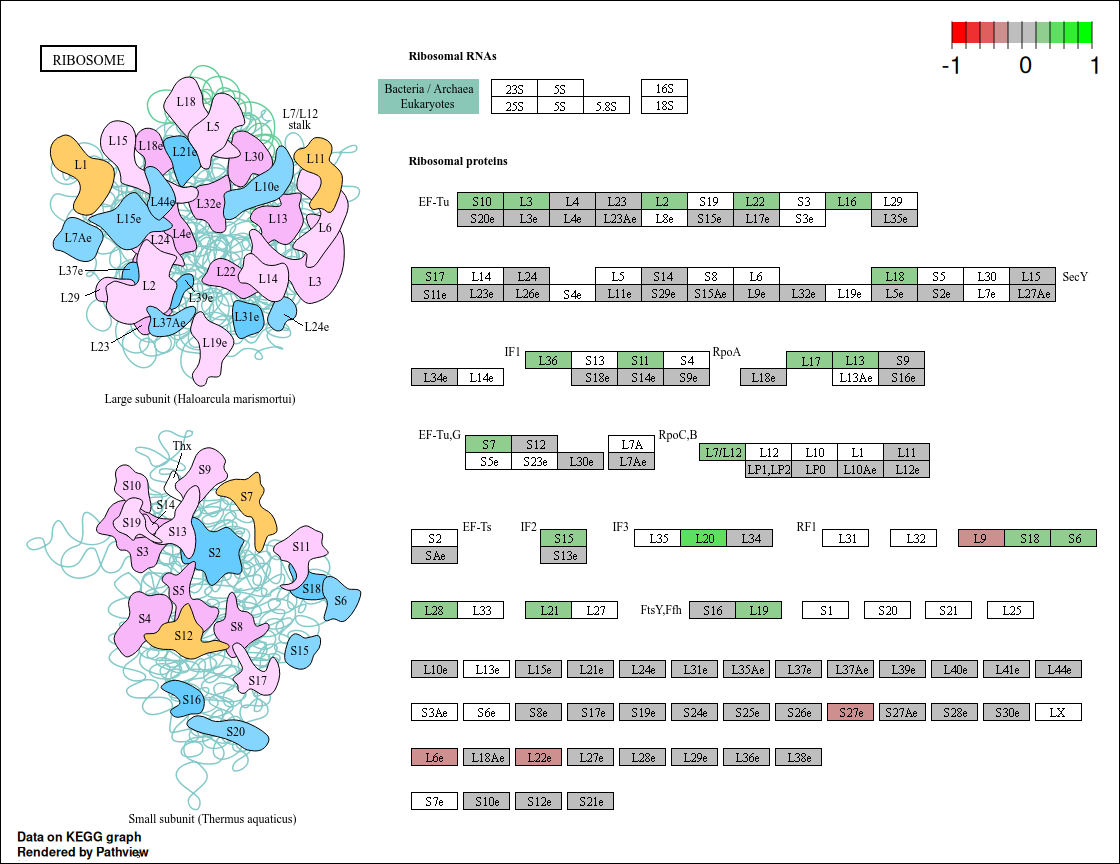 RIBOSOME
-1 0 1
Ribosomal RNAs
Bacteria / Archaea 23S 5S 16S
Eukaryotes 25S 5S 5.8S 18S
Ribosomal proteins
EF-Tu S10 L3 L4 L23 L2 S19 L22 S3 L16 L29
S20e L3e L4e L23Ae L8e S15e L17e S3e L35e
S17 L14 L24 L5 S14 S8 L6 L18 S5 L30 L15 SecY
S11e L23e L26e S4e L11e S29e S15Ae L9e L32e L19e L5e S2e L7e L27Ae
IF1 L36 S13 S11 S4 RpoA L17 L13 S9
L34e L14e S18e S14e S9e L18e L13Ae S16e
EF-Tu,G S7 S12 L7A RpoC,B L7/L12 L12 L10 L1 L11
S5e S23e L30e L7Ae LP1,LP2 LP0 L10Ae L12e
S2 EF-Ts IF2 S15 IF3 L35 L20 L34 RF1 L31 L32 L9 S18 S6
SAe S13e
L28 L33 L21 L27 FtsY,Ffh S16 L19 S1 S20 S21 L25
L10e L13e L15e L21e L24e L31e L35Ae L37e L37Ae L39e L40e L41e L44e
S3Ae S6e S8e S17e S19e S24e S25e S26e S27e S27Ae S28e S30e LX
L6e L18Ae L22e L27e L28e L29e L36e L38e
S7e S10e S12e S21e
L18
L5
L7/L12
stalk
L15
L18e
L21e
L30
L11
L1
L10e
L44e
L32e
L15e
L13
L6
L7Ae
L24
L4e
L37e
L22
L14
L3
L2
L29
L39e
L37Ae
L31e
L24e
L23
L19e
Large subunit (Haloarcula marismortui)
Thx
S9
S10
S7
S14
S19
S13
S3
S2
S11
S5
S18
S6
S4
S12
S8
S15
S17
S16
S20
Small subunit (Thermus aquaticus)
Data on KEGG graph
Rendered by Pathview